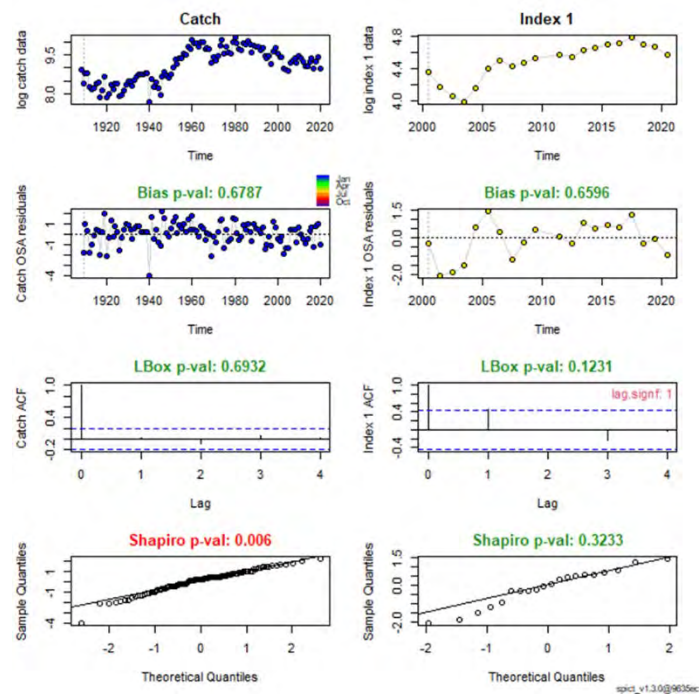 Catch
Index 1
log catch data
9.5
8.0
1920 1940 1960 1980 2000 2020
Time
log index 1 data
4.8
4.4
4.0
2000 2005 2010 2015 2020
Time
Bias p-val: 0.6787
Jan
Oct
Bias p-val: 0.6596
Catch OSA residuals
1
-1
-4
1920 1940 1960 1980 2000 2020
Time
Index 1 OSA residuals
1.5
0.0
-2.0
2000 2005 2010 2015 2020
Time
LBox p-val: 0.6932
LBox p-val: 0.1231
Catch ACF
1.0
0.4
-0.2
0 1 2 3 4
Lag
Index 1 ACF
1.0
0.4
-0.4
lag.signf: 1
0 1 2 3 4
Lag
Shapiro p-val: 0.006
Shapiro p-val: 0.3233
Sample Quantiles
1
-1
-4
-2 -1 0 1 2
Theoretical Quantiles
Sample Quantiles
1.5
0.0
-2.0
-2 -1 0 1 2
Theoretical Quantiles
spict_v1.3.0@9635ec